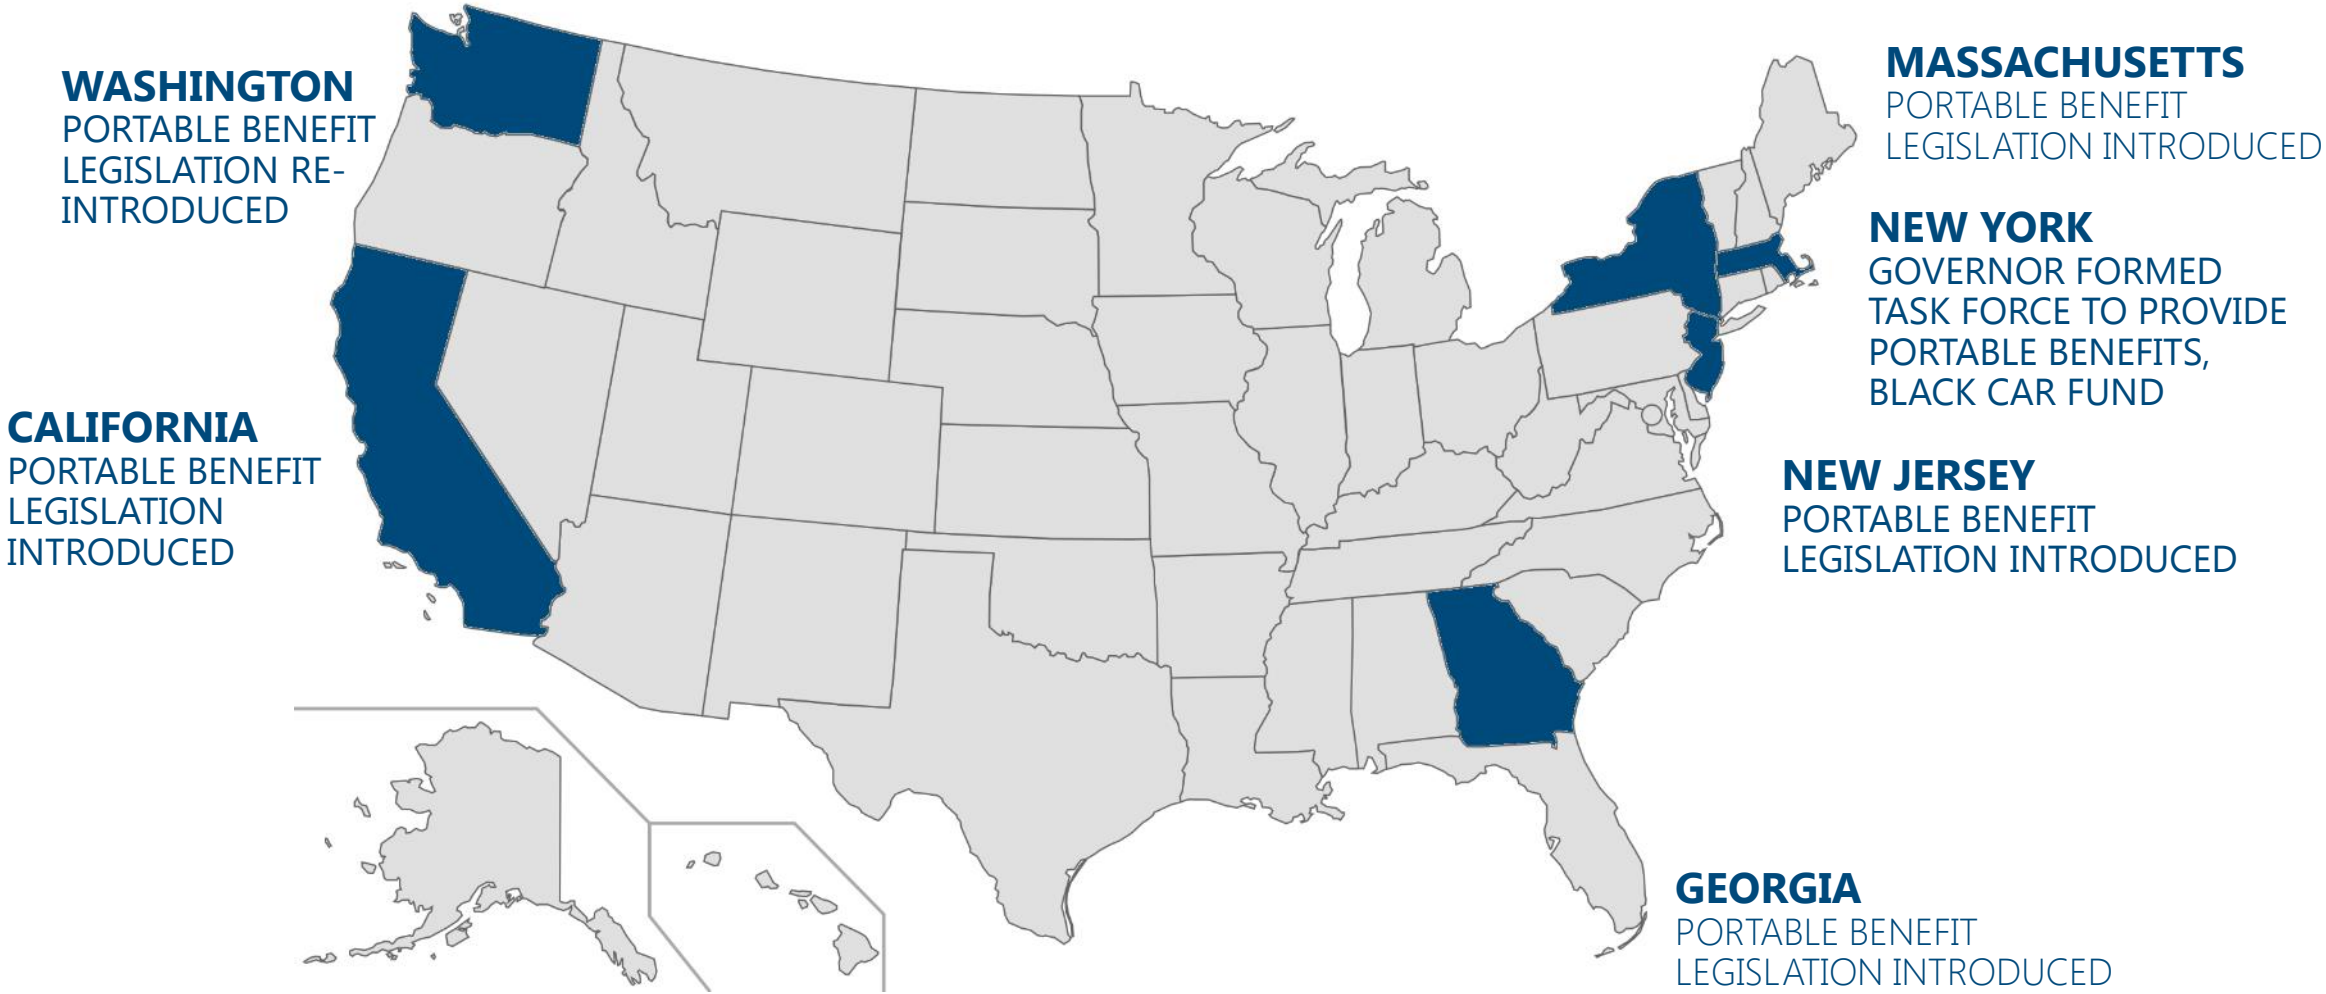 WASHINGTON
PORTABLE BENEFIT
LEGISLATION RE-
INTRODUCED
CALIFORNIA
PORTABLE BENEFIT
LEGISLATION
INTRODUCED
MASSACHUSETTS
PORTABLE BENEFIT
LEGISLATION INTRODUCED
NEW YORK
GOVERNOR FORMED
TASK FORCE TO PROVIDE
PORTABLE BENEFITS,
BLACK CAR FUND
NEW JERSEY
PORTABLE BENEFIT
LEGISLATION INTRODUCED
GEORGIA
PORTABLE BENEFIT
LEGISLATION INTRODUCED